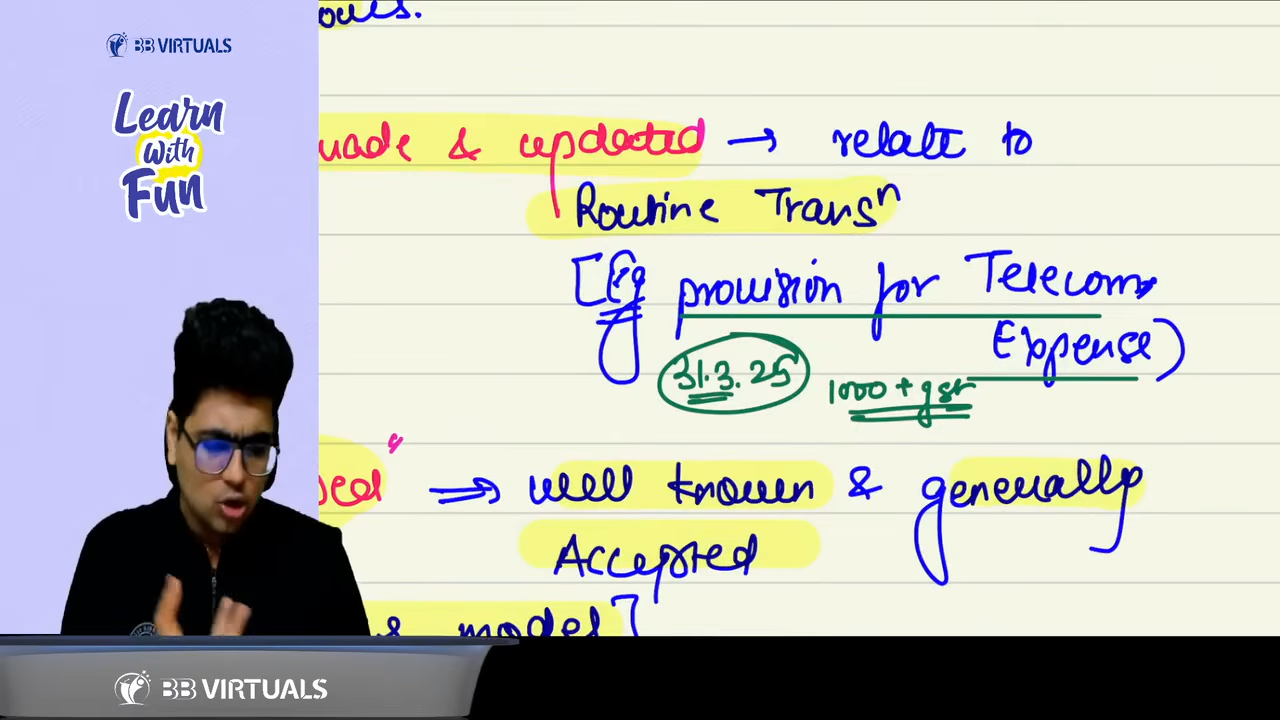 BB VIRTUALS
Learn
With
Fun
made & updated → relate to
Routine Transⁿ
[Eg provision for Telecom
Expense)
31.3.25
1000 + gst
⇒ well known & generally
Accepted
model]
BB VIRTUALS